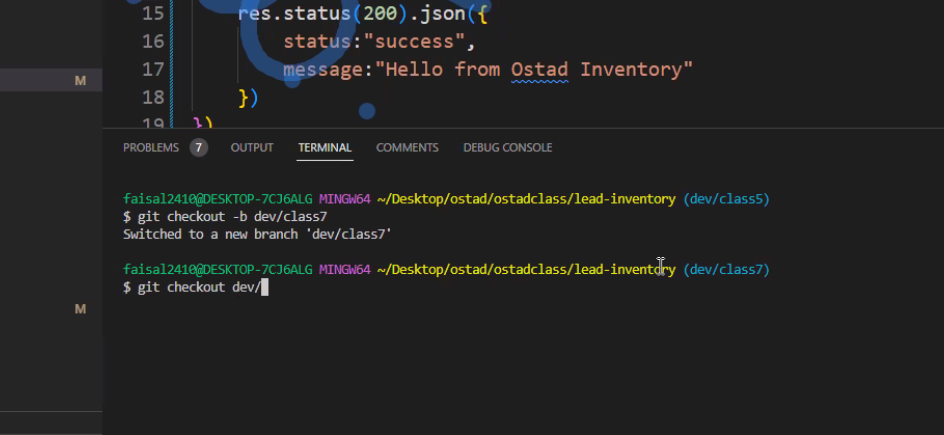 15 res.status(200).json({
M
16 status:"success",
17 message:"Hello from Ostad Inventory"
18 })
19 })
PROBLEMS 7 OUTPUT TERMINAL COMMENTS DEBUG CONSOLE
faisal2410@DESKTOP-7CJ6ALG MINGW64 ~/Desktop/ostad/ostadclass/lead-inventory (dev/class5)
$ git checkout -b dev/class7
Switched to a new branch 'dev/class7'
faisal2410@DESKTOP-7CJ6ALG MINGW64 ~/Desktop/ostad/ostadclass/lead-inventory (dev/class7)
$ git checkout dev/
M